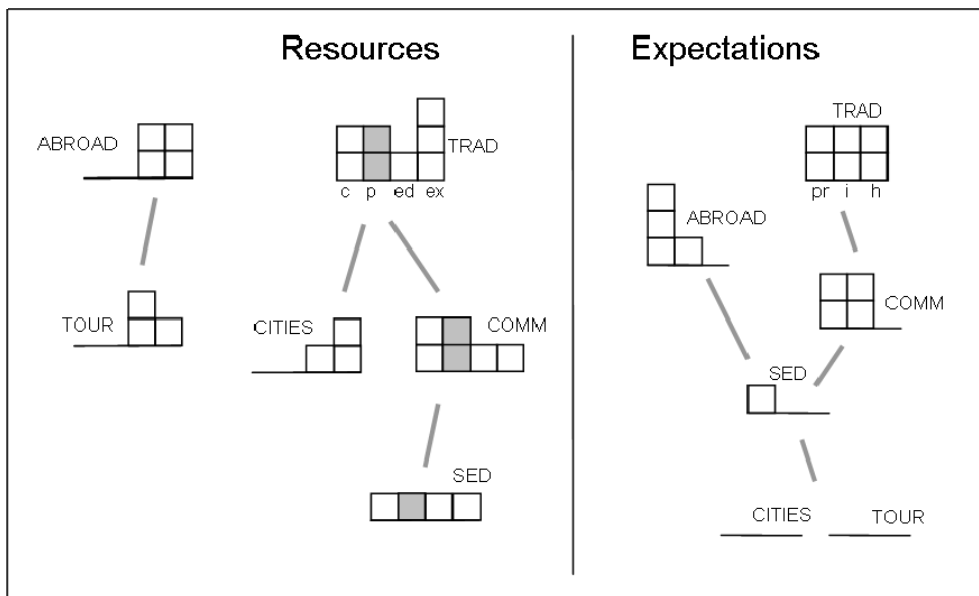 Resources
ABROAD
TRAD
c p ed ex
TOUR
CITIES
COMM
SED
Expectations
TRAD
pr i h
ABROAD
COMM
SED
CITIES
TOUR